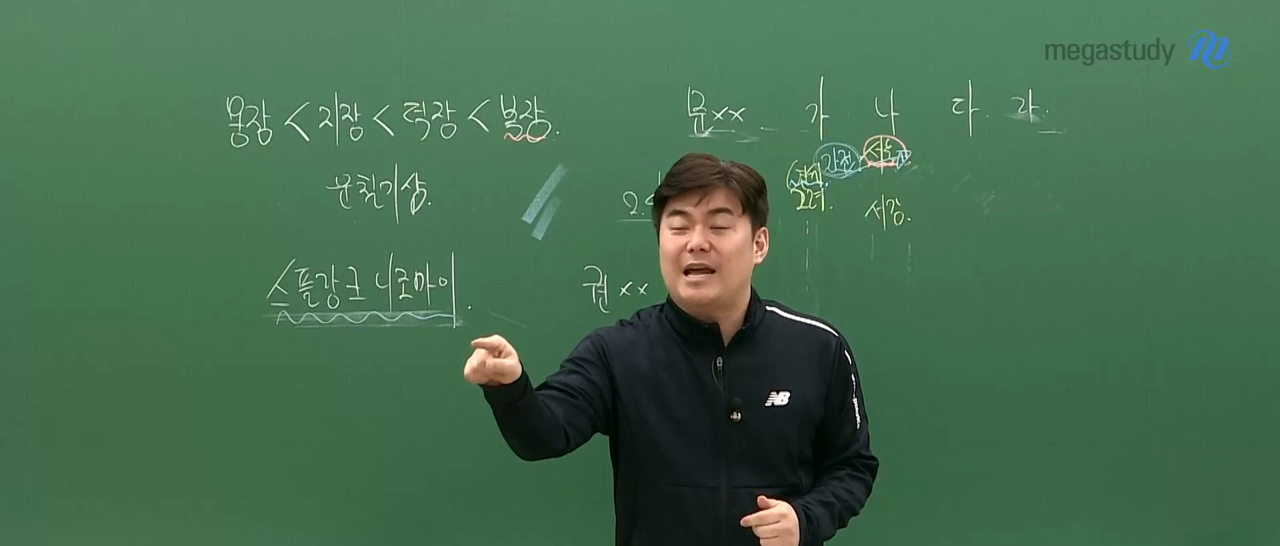 megastudy
용장 < 지장 < 덕장 < 복장.
문×× 가 나 다 라.
운칠기삼.
서강.
스플랑크니조마이.
권××
NB